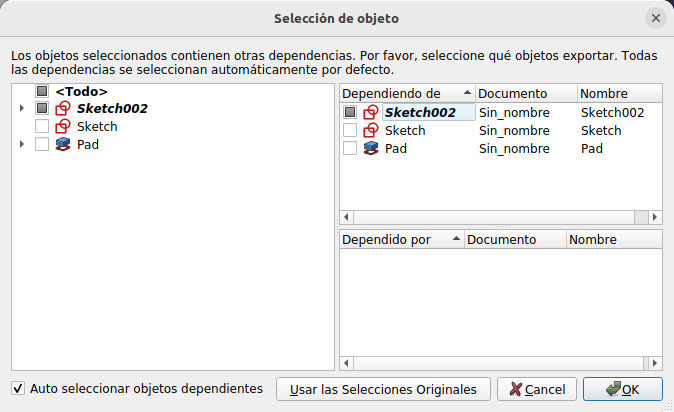 Selección de objeto
Los objetos seleccionados contienen otras dependencias. Por favor, seleccione qué objetos exportar. Todas
las dependencias se seleccionan automáticamente por defecto.
<Todo>
Sketch002
Sketch
Pad
Dependiendo de Documento Nombre
Sketch002 Sin_nombre Sketch002
Sketch Sin_nombre Sketch
Pad Sin_nombre Pad
Dependido por Documento Nombre
Auto seleccionar objetos dependientes
Usar las Selecciones Originales
Cancel
OK